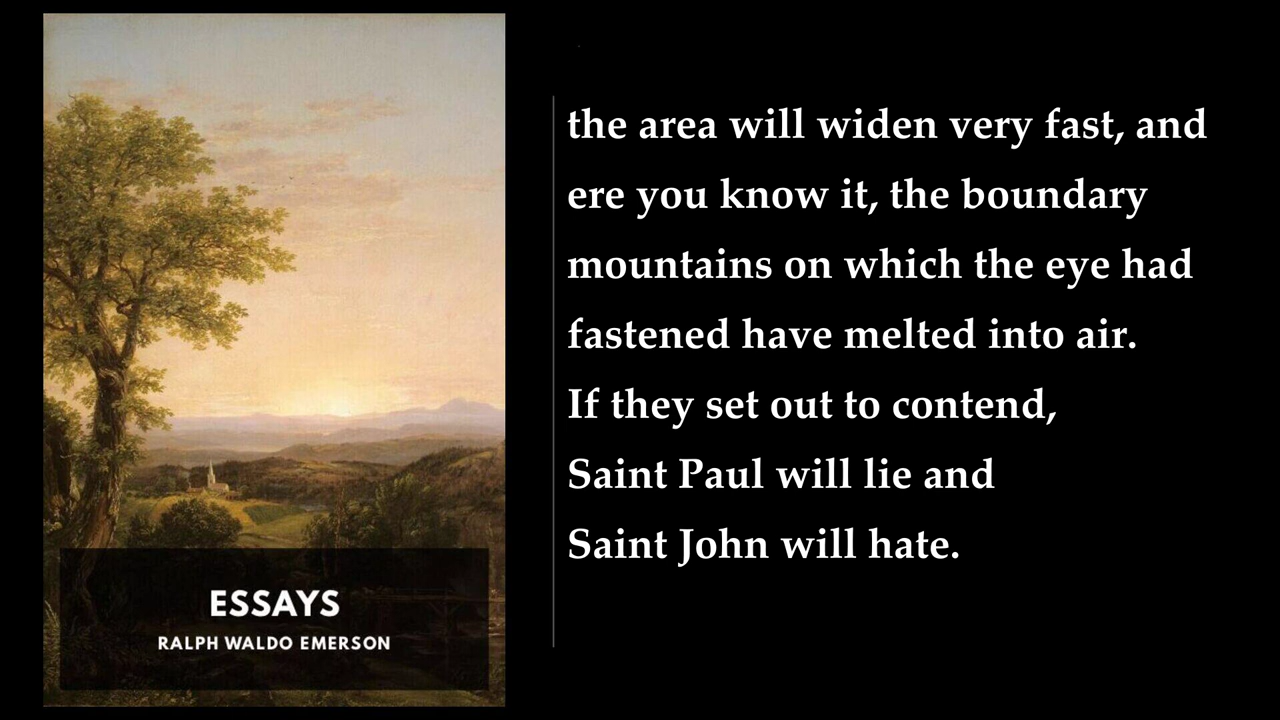 ESSAYS
RALPH WALDO EMERSON
the area will widen very fast, and
ere you know it, the boundary
mountains on which the eye had
fastened have melted into air.
If they set out to contend,
Saint Paul will lie and
Saint John will hate.